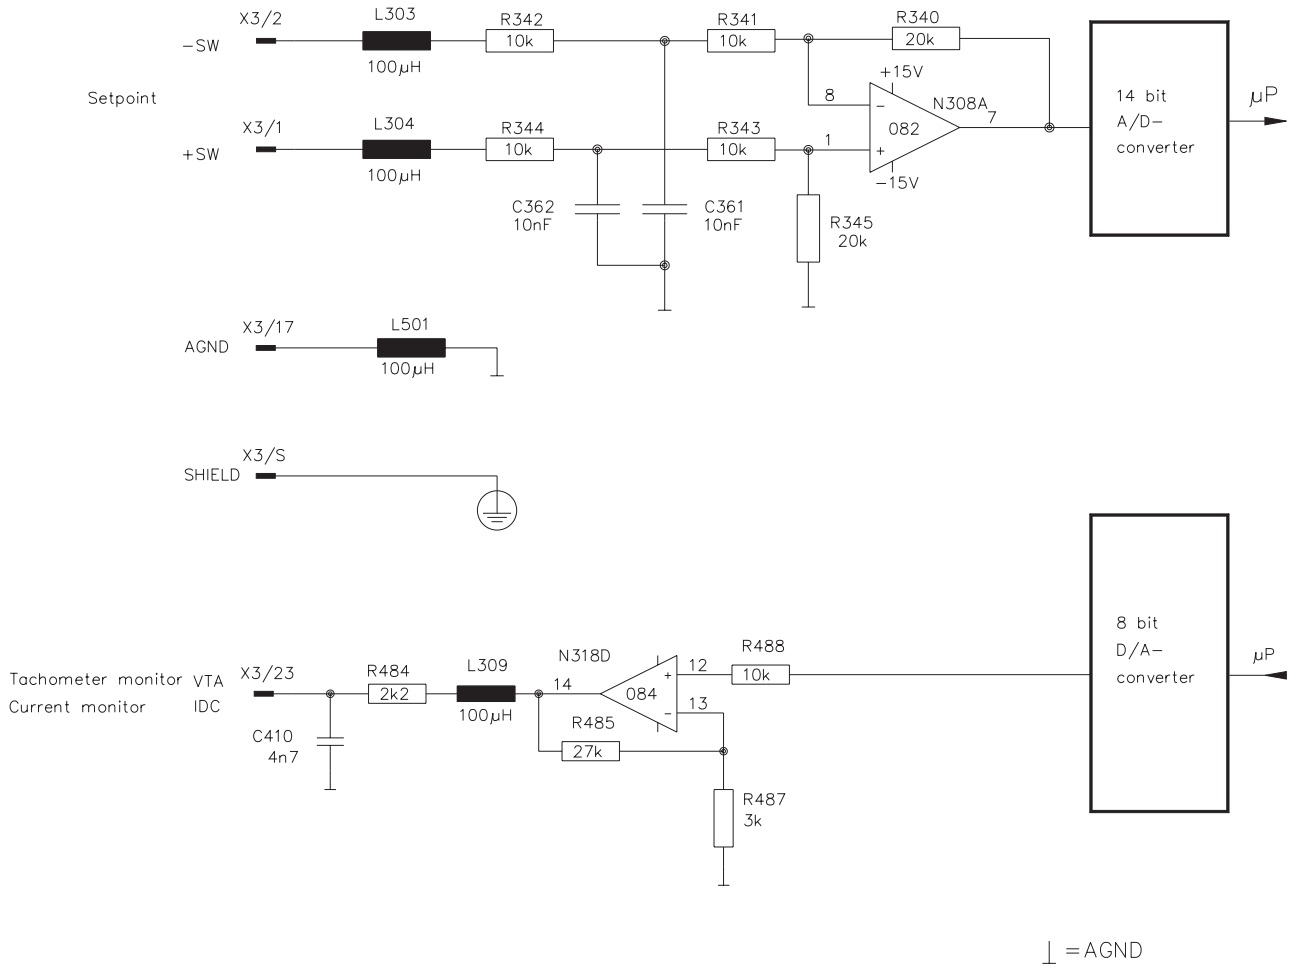 X3/2
L303
R342
R341
R340
-SW
10k
10k
20k
100µH
+15V
Setpoint
8
N308A
7
14 bit
A/D-
converter
µP
−
082
+
X3/1
L304
R344
R343
1
+SW
10k
10k
100µH
-15V
C362
10nF
C361
10nF
R345
20k
X3/17
L501
AGND
100µH
X3/S
SHIELD
8 bit
D/A-
converter
µP
N318D
12
R488
+
10k
084
−
13
14
X3/23
R484
L309
Tachometer monitor VTA
2k2
Current monitor IDC
100µH
R485
27k
C410
4n7
R487
3k
⊥ =AGND